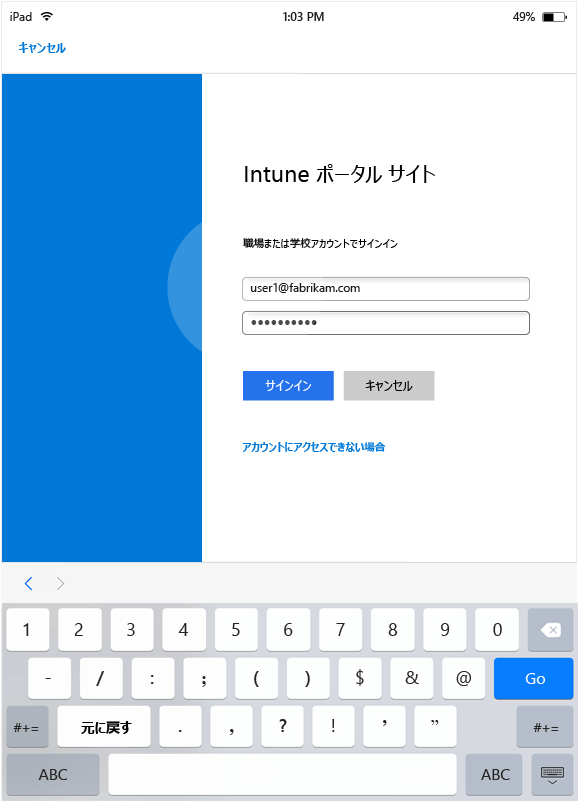 iPad 1:03 PM 49%
キャンセル
Intune ポータル サイト
職場または学校アカウントでサインイン
user1@fabrikam.com
••••••••••
サインイン キャンセル
アカウントにアクセスできない場合
1 2 3 4 5 6 7 8 9 0
- / : ; ( ) $ & @ Go
#+= 元に戻す . , ? ! ’ ” #+=
ABC ABC